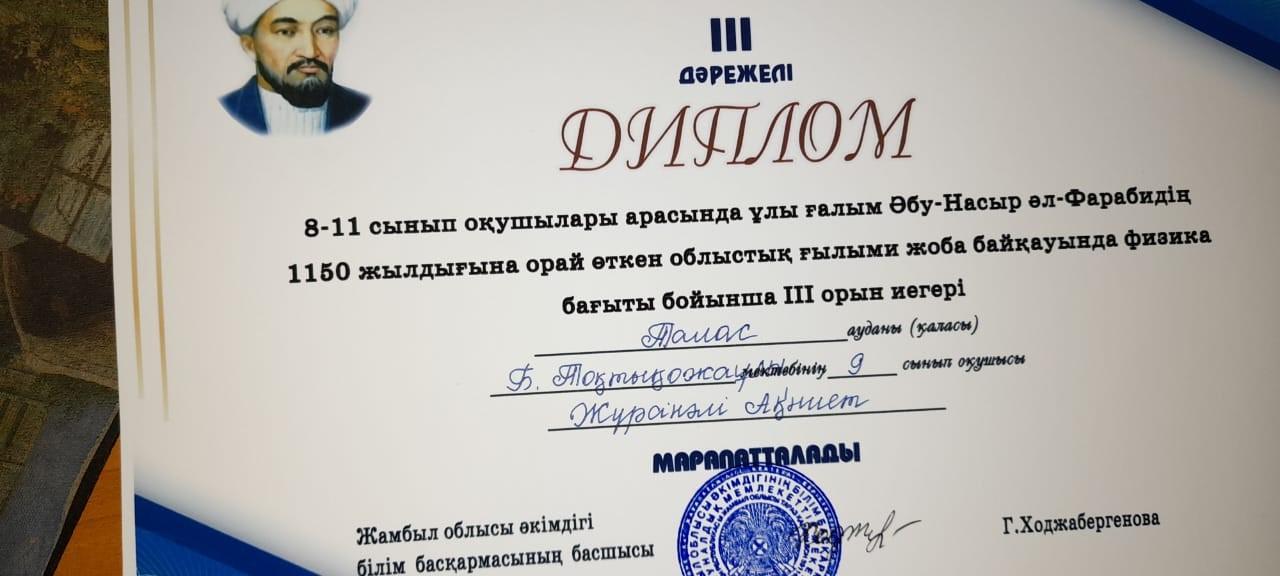 III
ДӘРЕЖЕЛІ
ДИПЛОМ
8-11 сынып оқушылары арасында ұлы ғалым Әбу-Насыр әл-Фарабидің
1150 жылдығына орай өткен облыстық ғылыми жоба байқауында физика
бағыты бойынша III орын иегері
Талас ауданы (қаласы)
Б. мектебінің 9 сынып оқушысы
Ақниет
МАРАПАТТАЛАДЫ
Жамбыл облысы әкімдігі
білім басқармасының басшысы
Г.Ходжабергенова